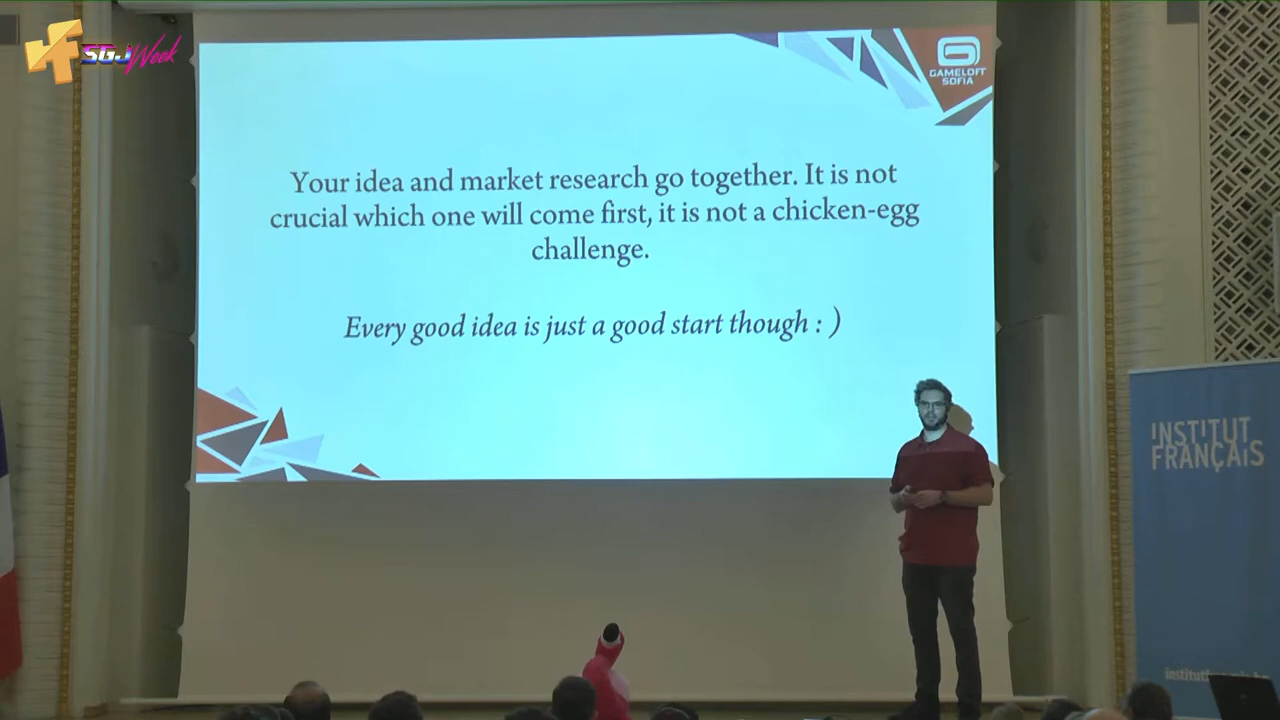 SGJ Week
GAMELOFT
SOFIA
Your idea and market research go together. It is not
crucial which one will come first, it is not a chicken-egg
challenge.
Every good idea is just a good start though : )
INSTITUT
FRANÇAIS